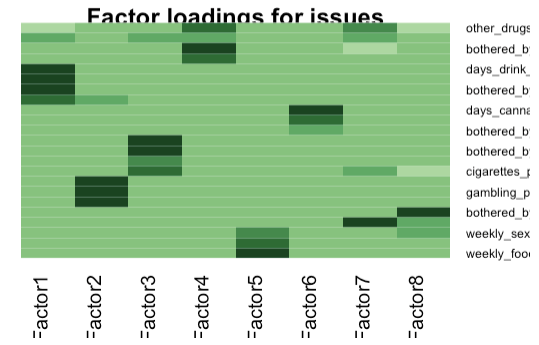 Factor loadings for issues
other_drugs
bothered_b
days_drink_
bothered_b
days_canna
bothered_b
bothered_b
cigarettes_p
gambling_p
bothered_b
weekly_sex
weekly_foo
Factor1
Factor2
Factor3
Factor4
Factor5
Factor6
Factor7
Factor8